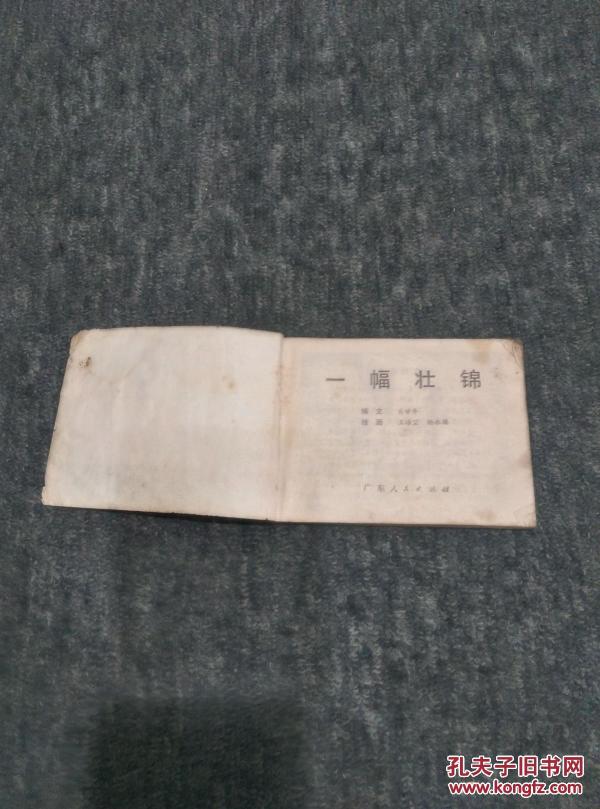 一幅壮锦
编文
绘画
广东人民出版社
孔夫子旧书网
www.kongfz.com